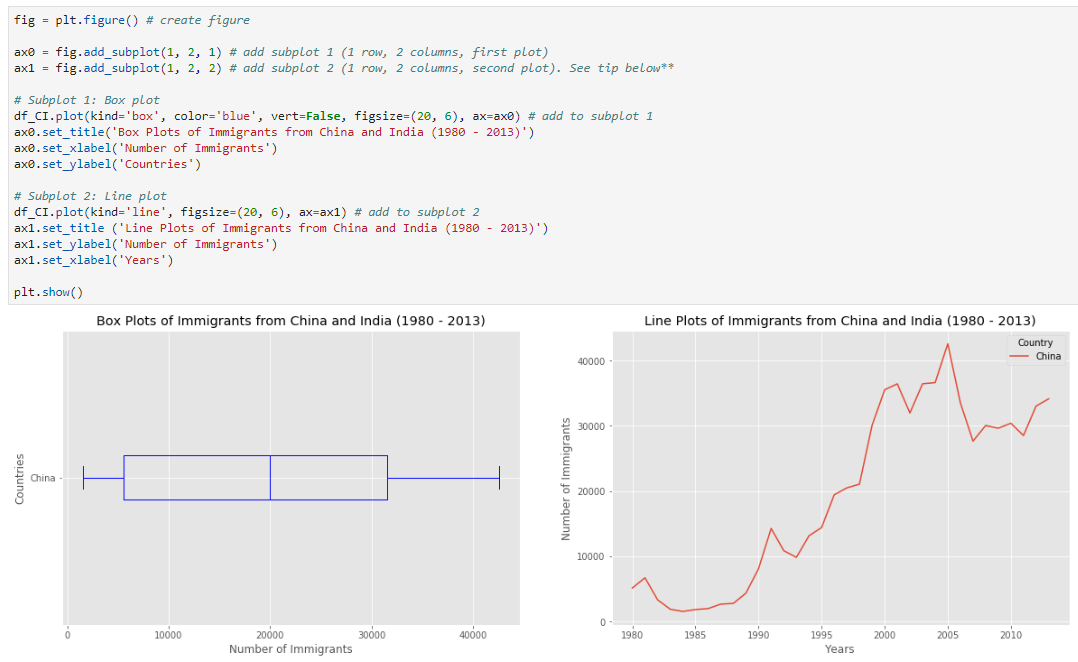 fig = plt.figure() # create figure
ax0 = fig.add_subplot(1, 2, 1) # add subplot 1 (1 row, 2 columns, first plot)
ax1 = fig.add_subplot(1, 2, 2) # add subplot 2 (1 row, 2 columns, second plot). See tip below**
# Subplot 1: Box plot
df_CI.plot(kind='box', color='blue', vert=False, figsize=(20, 6), ax=ax0) # add to subplot 1
ax0.set_title('Box Plots of Immigrants from China and India (1980 - 2013)')
ax0.set_xlabel('Number of Immigrants')
ax0.set_ylabel('Countries')
# Subplot 2: Line plot
df_CI.plot(kind='line', figsize=(20, 6), ax=ax1) # add to subplot 2
ax1.set_title ('Line Plots of Immigrants from China and India (1980 - 2013)')
ax1.set_ylabel('Number of Immigrants')
ax1.set_xlabel('Years')
plt.show()
Box Plots of Immigrants from China and India (1980 - 2013)
Countries
China
0 10000 20000 30000 40000
Number of Immigrants
Line Plots of Immigrants from China and India (1980 - 2013)
Country
China
Number of Immigrants
40000
30000
20000
10000
0
1980 1985 1990 1995 2000 2005 2010
Years